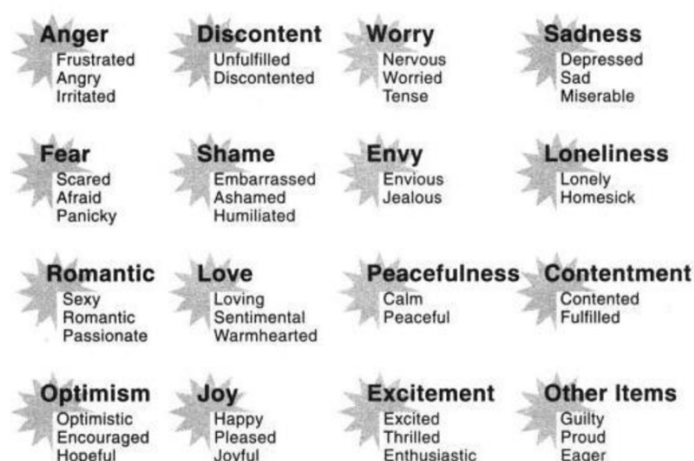 Anger
Frustrated
Angry
Irritated
Discontent
Unfulfilled
Discontented
Worry
Nervous
Worried
Tense
Sadness
Depressed
Sad
Miserable
Fear
Scared
Afraid
Panicky
Shame
Embarrassed
Ashamed
Humiliated
Envy
Envious
Jealous
Loneliness
Lonely
Homesick
Romantic
Sexy
Romantic
Passionate
Love
Loving
Sentimental
Warmhearted
Peacefulness
Calm
Peaceful
Contentment
Contented
Fulfilled
Optimism
Optimistic
Encouraged
Hopeful
Joy
Happy
Pleased
Joyful
Excitement
Excited
Thrilled
Enthusiastic
Other Items
Guilty
Proud
Eager